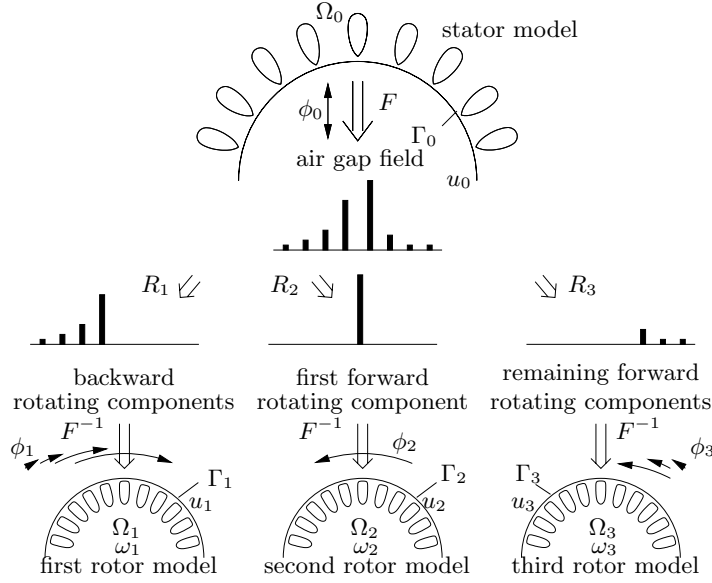 Ω₀
stator model
ϕ₀
F
Γ₀
air gap field
u₀
R₁
R₂
R₃
backward
rotating components
first forward
rotating component
remaining forward
rotating components
ϕ₁
F⁻¹
F⁻¹
ϕ₂
F⁻¹
ϕ₃
Γ₁
u₁
Γ₂
u₂
Γ₃
u₃
Ω₁
ω₁
Ω₂
ω₂
Ω₃
ω₃
first rotor model
second rotor model
third rotor model